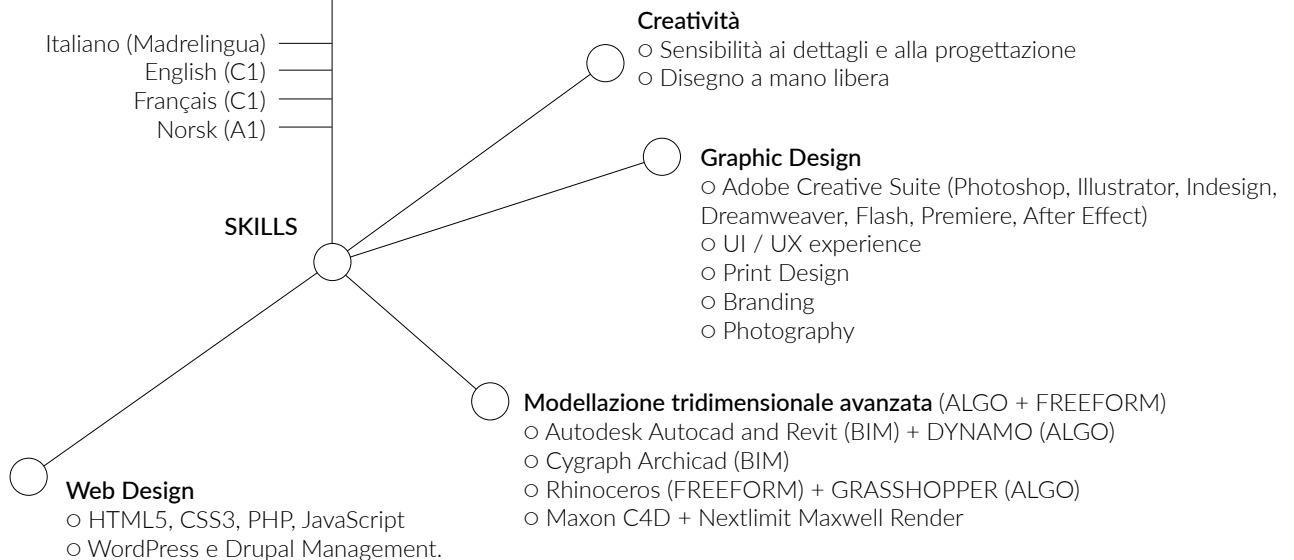 Italiano (Madrelingua)
English (C1)
Français (C1)
Norsk (A1)
SKILLS
Creatività
○ Sensibilità ai dettagli e alla progettazione
○ Disegno a mano libera
Graphic Design
○ Adobe Creative Suite (Photoshop, Illustrator, Indesign,
Dreamweaver, Flash, Premiere, After Effect)
○ UI / UX experience
○ Print Design
○ Branding
○ Photography
Modellazione tridimensionale avanzata (ALGO + FREEFORM)
○ Autodesk Autocad and Revit (BIM) + DYNAMO (ALGO)
○ Cygraph Archicad (BIM)
○ Rhinoceros (FREEFORM) + GRASSHOPPER (ALGO)
○ Maxon C4D + Nextlimit Maxwell Render
Web Design
○ HTML5, CSS3, PHP, JavaScript
○ WordPress e Drupal Management.